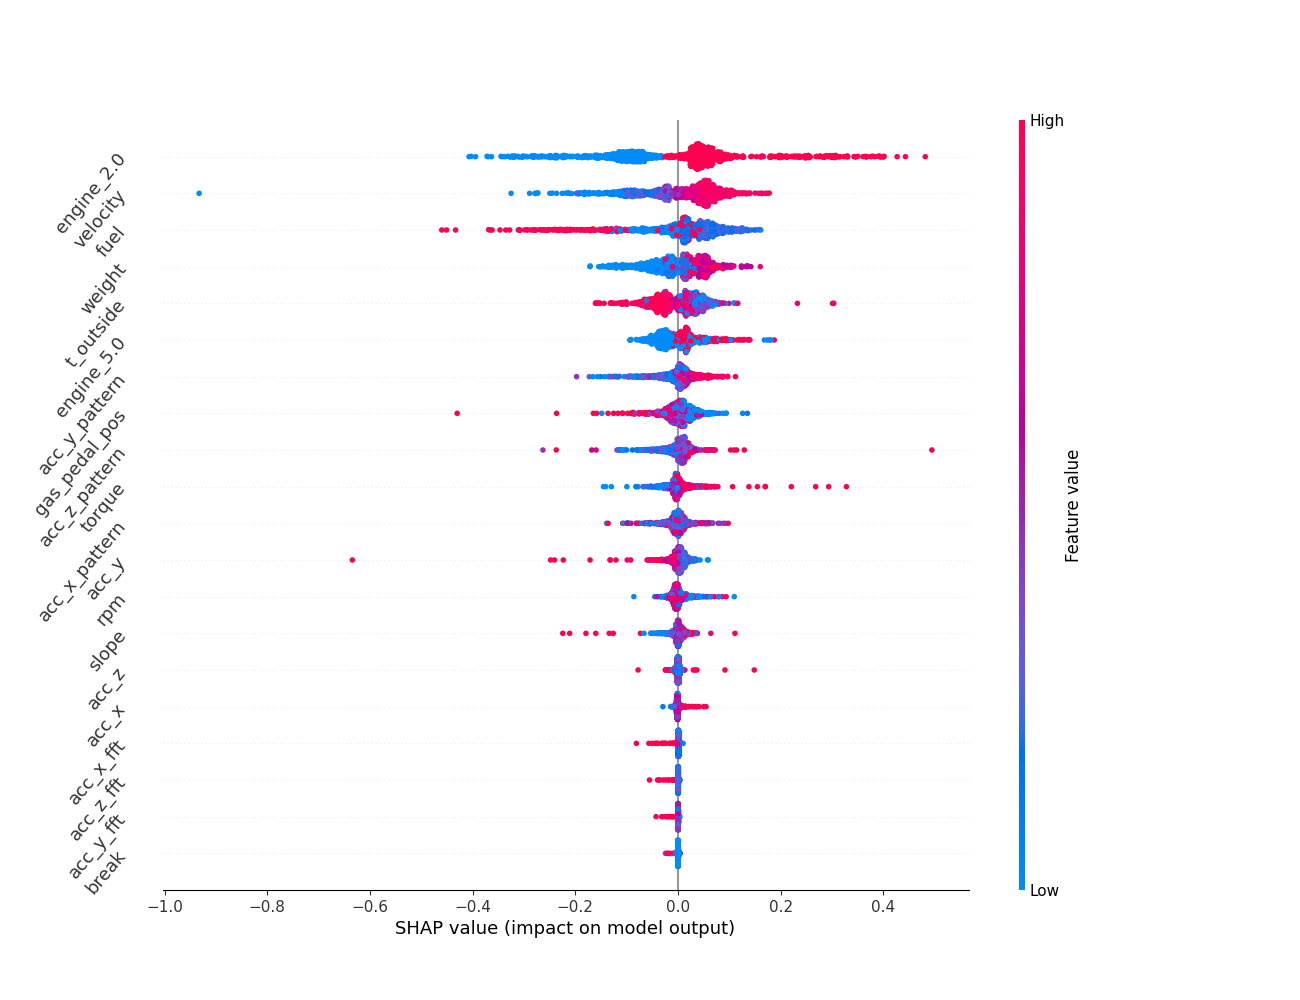 High
engine_2.0
velocity
fuel
weight
t_outside
engine_5.0
acc_y_pattern
gas_pedal_pos
acc_z_pattern
torque
acc_x_pattern
acc_y
rpm
slope
acc_z
acc_x
acc_x_fft
acc_z_fft
acc_y_fft
break
Feature value
Low
−1.0 −0.8 −0.6 −0.4 −0.2 0.0 0.2 0.4
SHAP value (impact on model output)